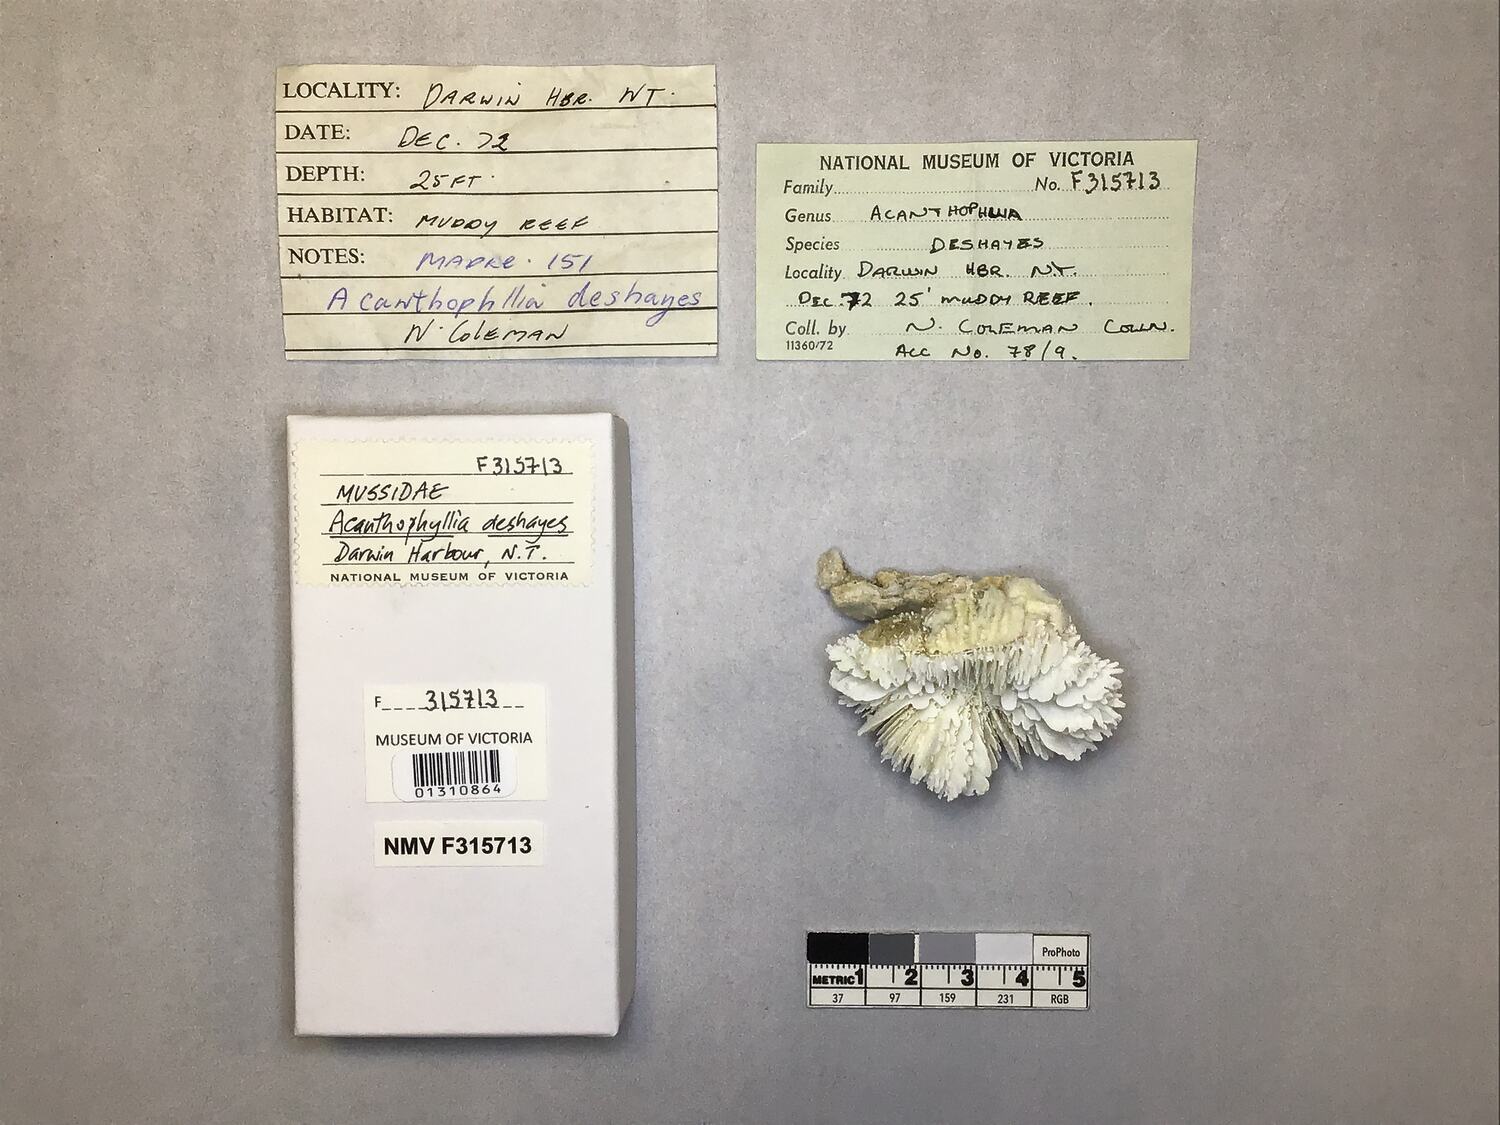 LOCALITY: DARWIN HBR. NT.
DATE: DEC. 72
DEPTH: 25 FT.
HABITAT: MUDDY REEF
NOTES: MADRE. 151
Acanthophllia deshayes
N. COLEMAN
NATIONAL MUSEUM OF VICTORIA
Family No. F315713
Genus ACANTHOPHLLIA
Species DESHAYES
Locality DARWIN HBR. N.T.
DEC. 72 25' MUDDY REEF.
Coll. by N. COLEMAN COLLN.
11360/72 ACC NO. 78/9.
F315713
MUSSIDAE
Acanthophyllia deshayes
Darwin Harbour, N.T.
NATIONAL MUSEUM OF VICTORIA
F 315713
MUSEUM OF VICTORIA
01310864
NMV F315713
ProPhoto
METRIC 1 2 3 4 5
37 97 159 231 RGB